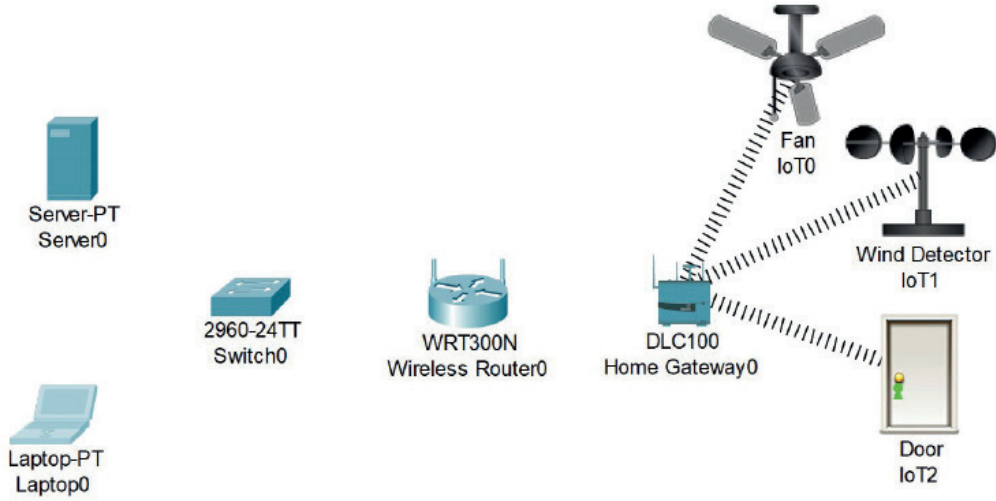 Fan
IoT0
Server-PT
Server0
Wind Detector
IoT1
2960-24TT
Switch0
WRT300N
Wireless Router0
DLC100
Home Gateway0
Laptop-PT
Laptop0
Door
IoT2